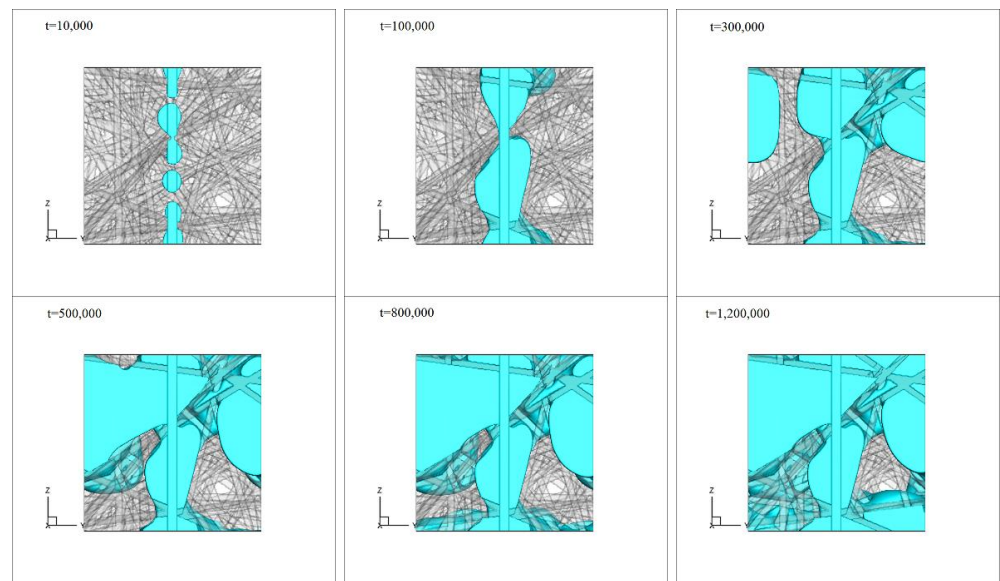 t=10,000
t=100,000
t=300,000
Z
X
Y
Z
X
Y
Z
X
Y
t=500,000
t=800,000
t=1,200,000
Z
X
Y
Z
X
Y
Z
X
Y